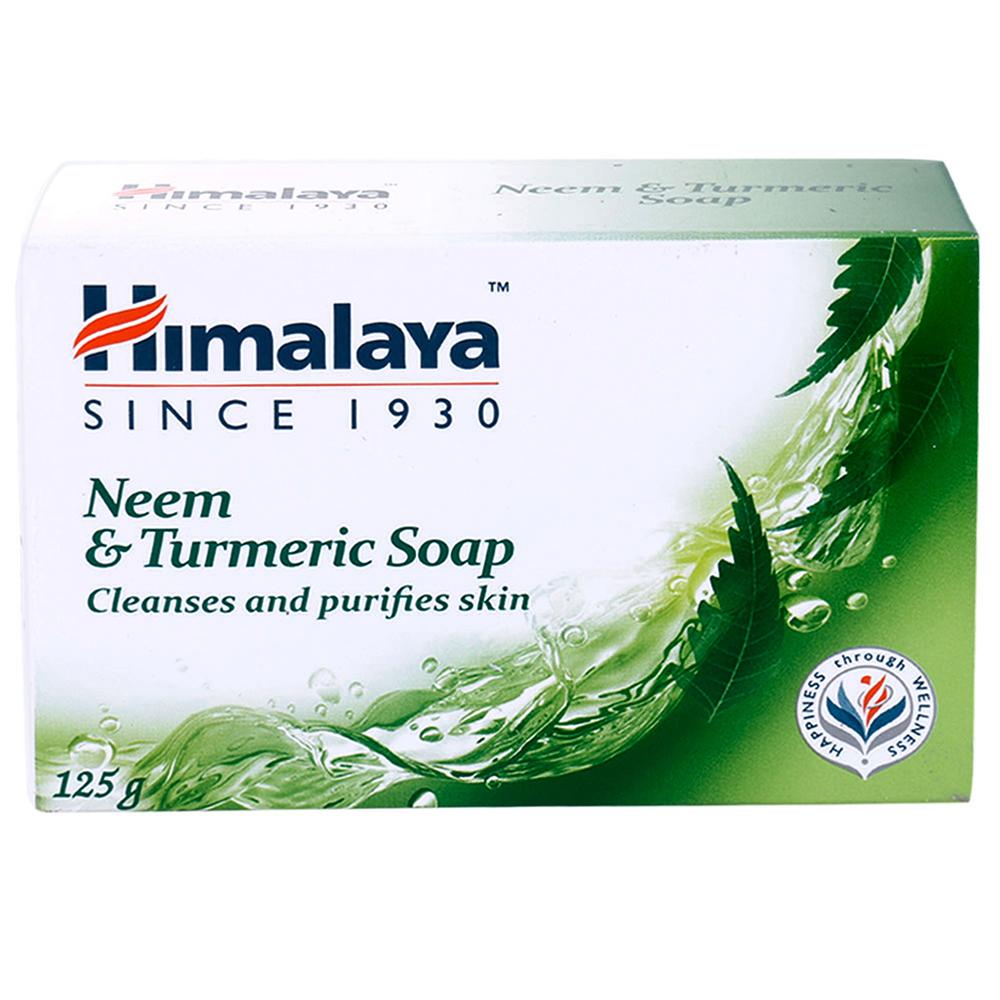 Himalaya™
SINCE 1930
Neem & Turmeric
Soap
Himalaya™
SINCE 1930
Neem
& Turmeric Soap
Cleanses and purifies skin
125 g
HAPPINESS through WELLNESS